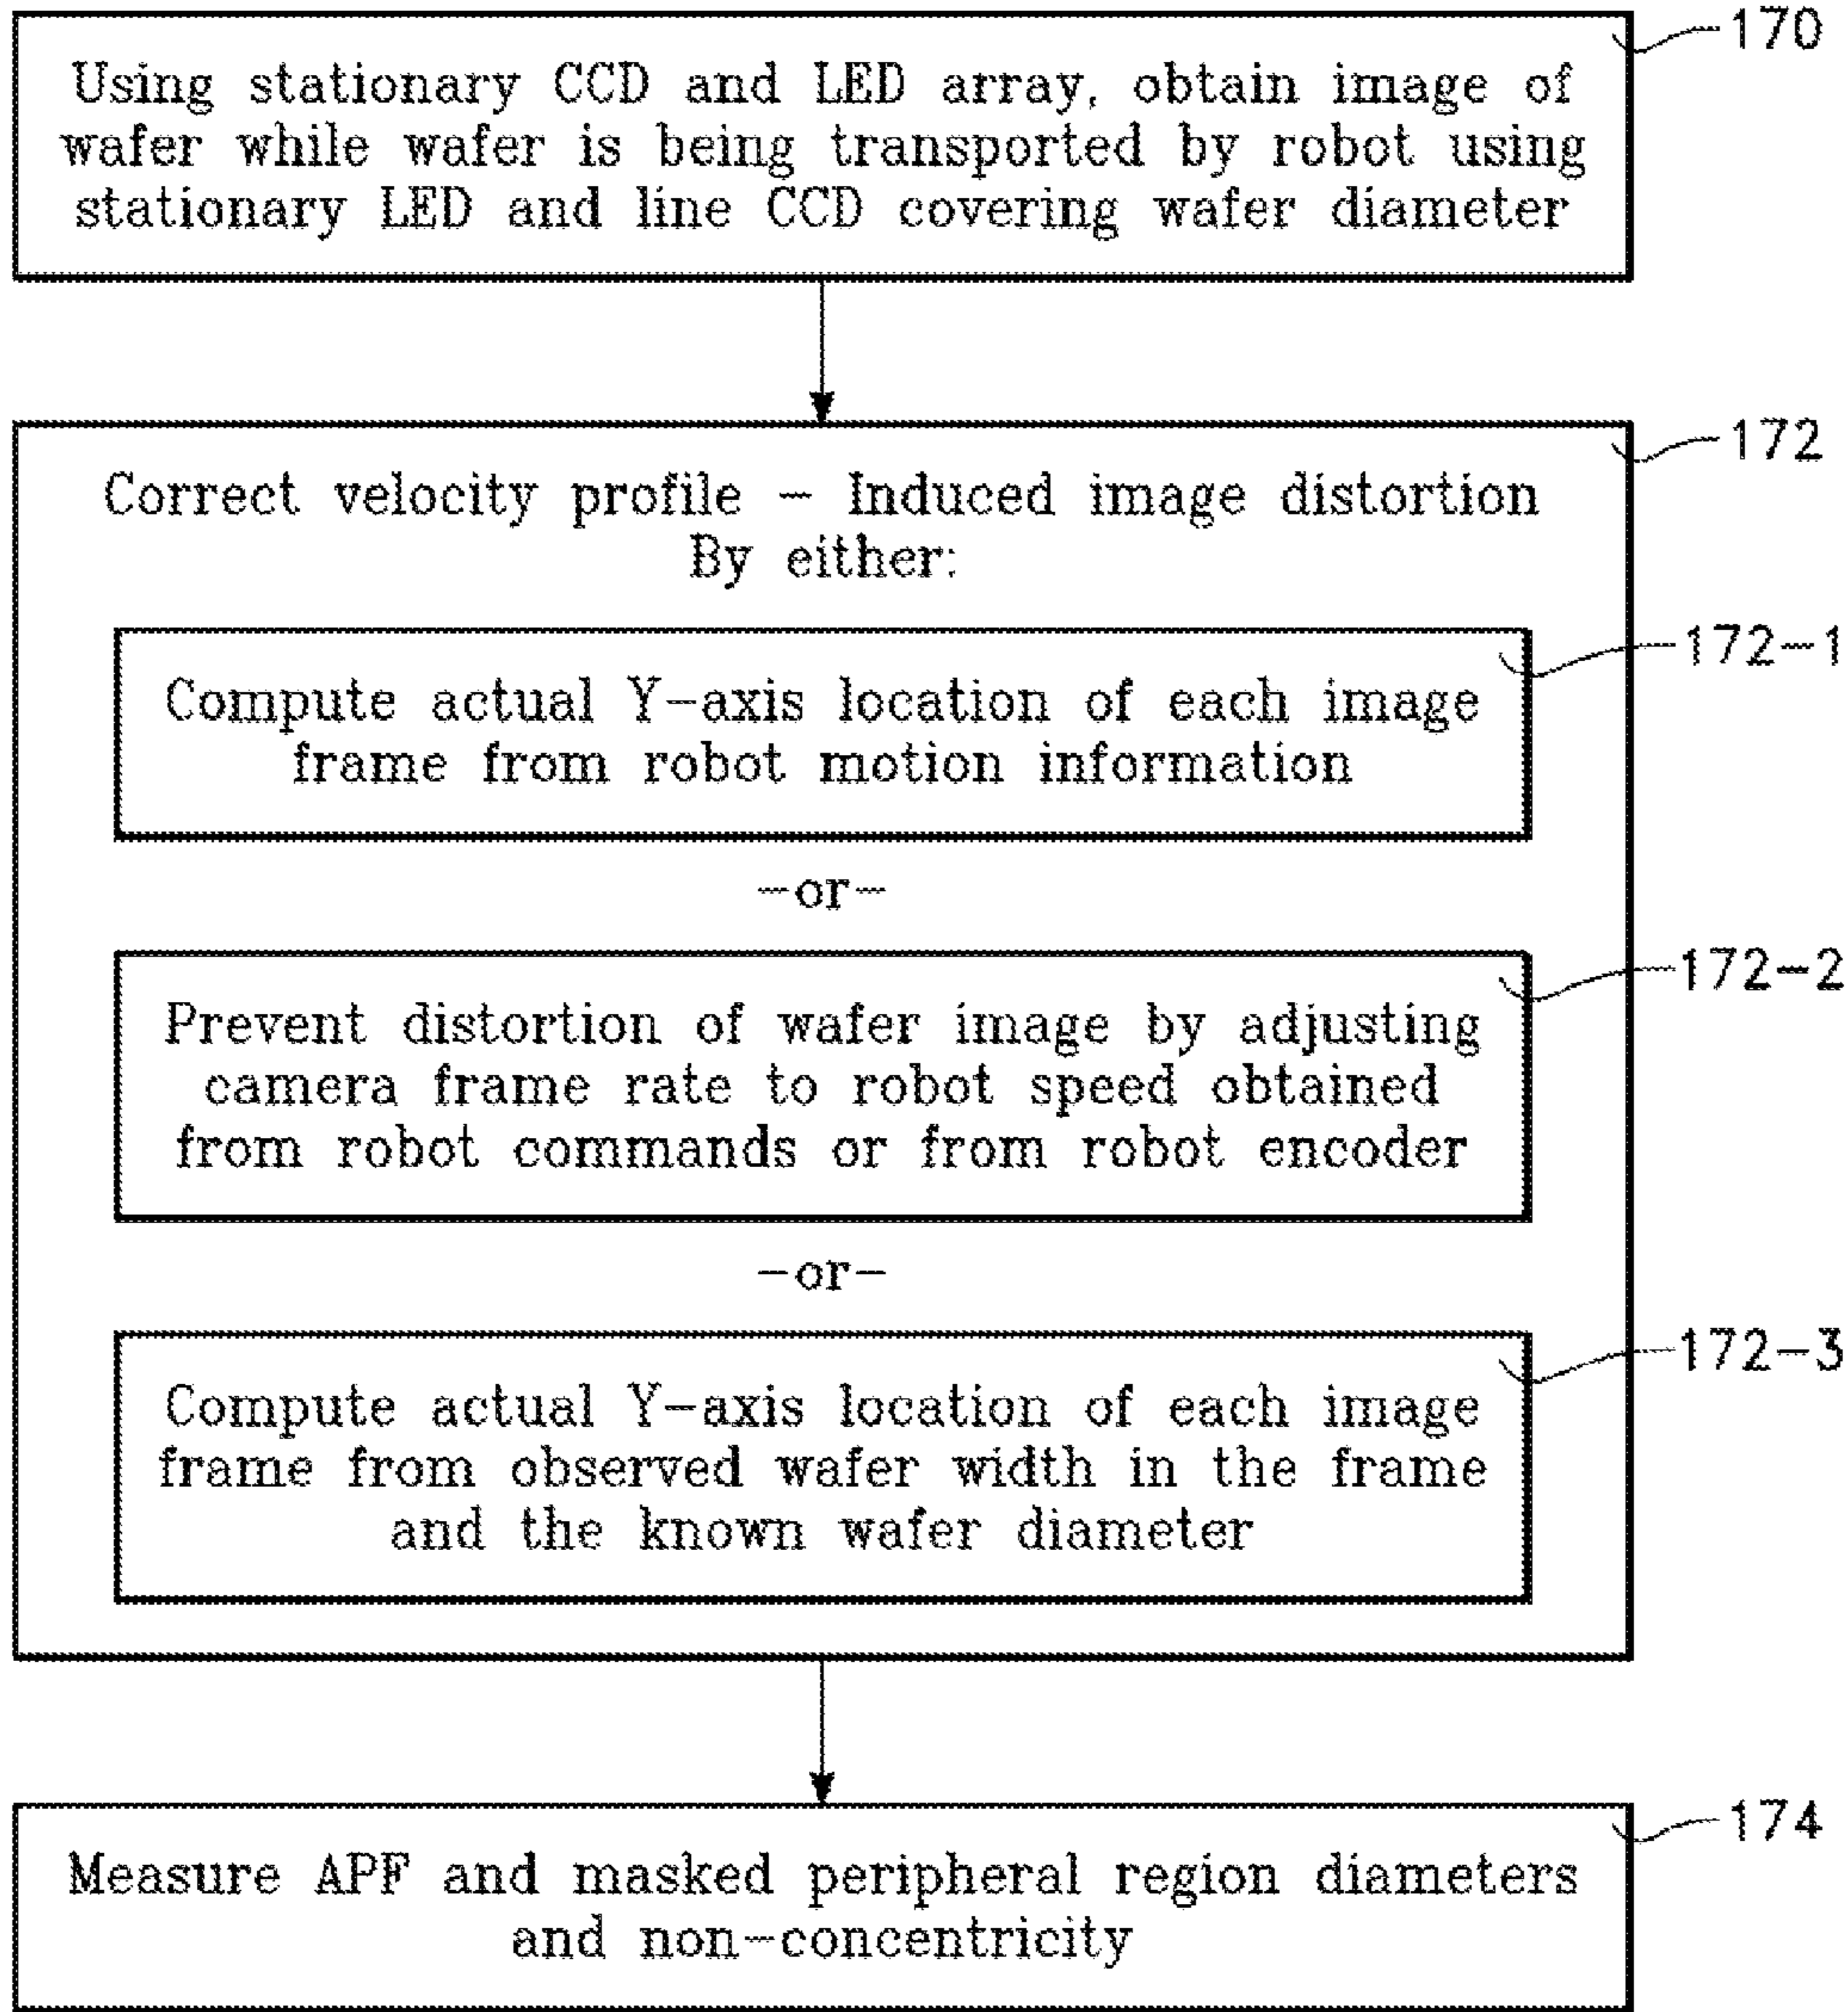 170
Using stationary CCD and LED array, obtain image of
wafer while wafer is being transported by robot using
stationary LED and line CCD covering wafer diameter
172
Correct velocity profile – Induced image distortion
By either:
172-1
Compute actual Y-axis location of each image
frame from robot motion information
-or-
172-2
Prevent distortion of wafer image by adjusting
camera frame rate to robot speed obtained
from robot commands or from robot encoder
-or-
172-3
Compute actual Y-axis location of each image
frame from observed wafer width in the frame
and the known wafer diameter
174
Measure APF and masked peripheral region diameters
and non-concentricity